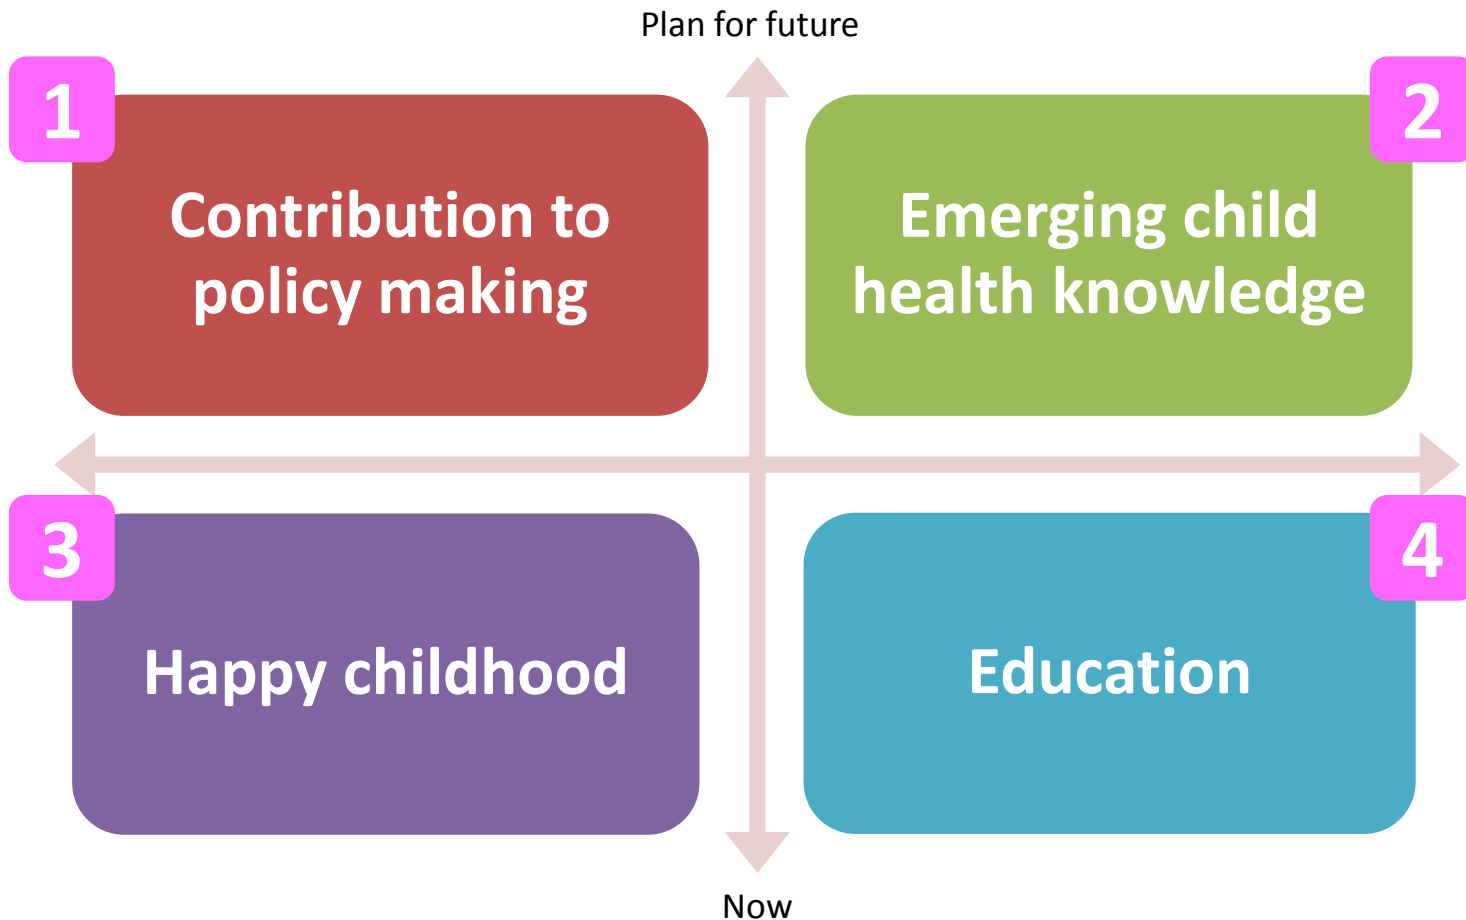 Plan for future
1
2
Contribution to
policy making
Emerging child
health knowledge
3
4
Happy childhood
Education
Now